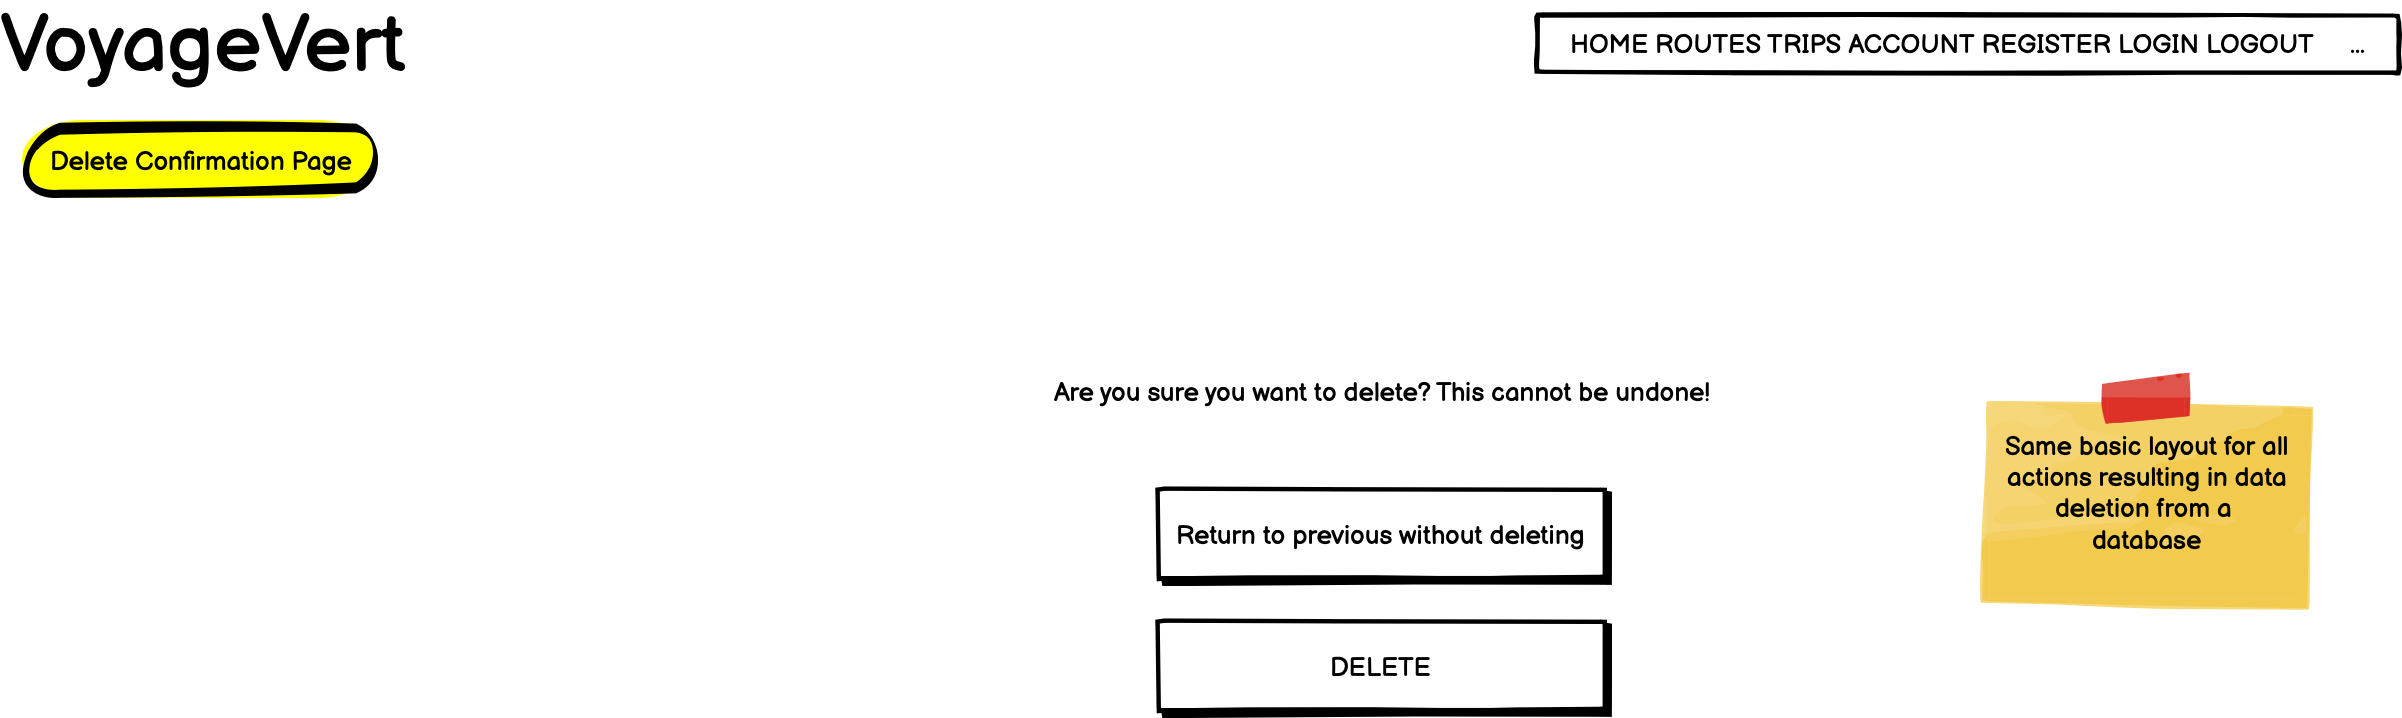 VoyageVert
HOME ROUTES TRIPS ACCOUNT REGISTER LOGIN LOGOUT ...
Delete Confirmation Page
Are you sure you want to delete? This cannot be undone!
Return to previous without deleting
DELETE
Same basic layout for all
actions resulting in data
deletion from a
database